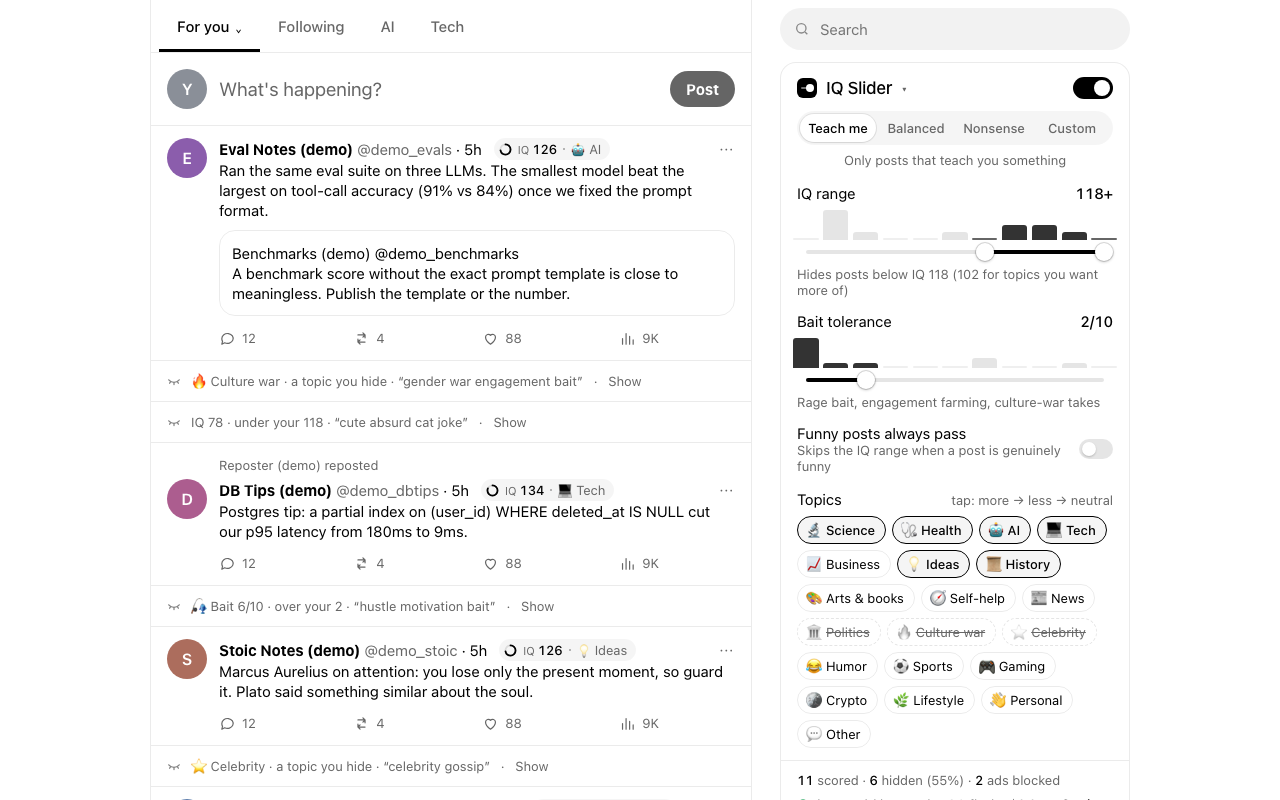 For you
Following
AI
Tech
Y
What's happening?
Post
E
Eval Notes (demo) @demo_evals · 5h
IQ 126 · 🤖 AI
Ran the same eval suite on three LLMs. The smallest model beat the
largest on tool-call accuracy (91% vs 84%) once we fixed the prompt
format.
Benchmarks (demo) @demo_benchmarks
A benchmark score without the exact prompt template is close to
meaningless. Publish the template or the number.
12
4
88
9K
🔥 Culture war · a topic you hide · “gender war engagement bait” · Show
IQ 78 · under your 118 · “cute absurd cat joke” · Show
Reposter (demo) reposted
D
DB Tips (demo) @demo_dbtips · 5h
IQ 134 · 💻 Tech
Postgres tip: a partial index on (user_id) WHERE deleted_at IS NULL cut
our p95 latency from 180ms to 9ms.
12
4
88
9K
🎣 Bait 6/10 · over your 2 · “hustle motivation bait” · Show
S
Stoic Notes (demo) @demo_stoic · 5h
IQ 126 · 💡 Ideas
Marcus Aurelius on attention: you lose only the present moment, so guard
it. Plato said something similar about the soul.
12
4
88
9K
⭐ Celebrity · a topic you hide · “celebrity gossip” · Show
Search
IQ Slider
Teach me
Balanced
Nonsense
Custom
Only posts that teach you something
IQ range
118+
Hides posts below IQ 118 (102 for topics you want
more of)
Bait tolerance
2/10
Rage bait, engagement farming, culture-war takes
Funny posts always pass
Skips the IQ range when a post is genuinely
funny
Topics
tap: more → less → neutral
🔬 Science
🩺 Health
🤖 AI
💻 Tech
📈 Business
💡 Ideas
📜 History
🎨 Arts & books
🧭 Self-help
📰 News
🏛️ Politics
🔥 Culture war
⭐ Celebrity
😂 Humor
⚽ Sports
🎮 Gaming
🪙 Crypto
🌿 Lifestyle
👋 Personal
💬 Other
11 scored · 6 hidden (55%) · 2 ads blocked